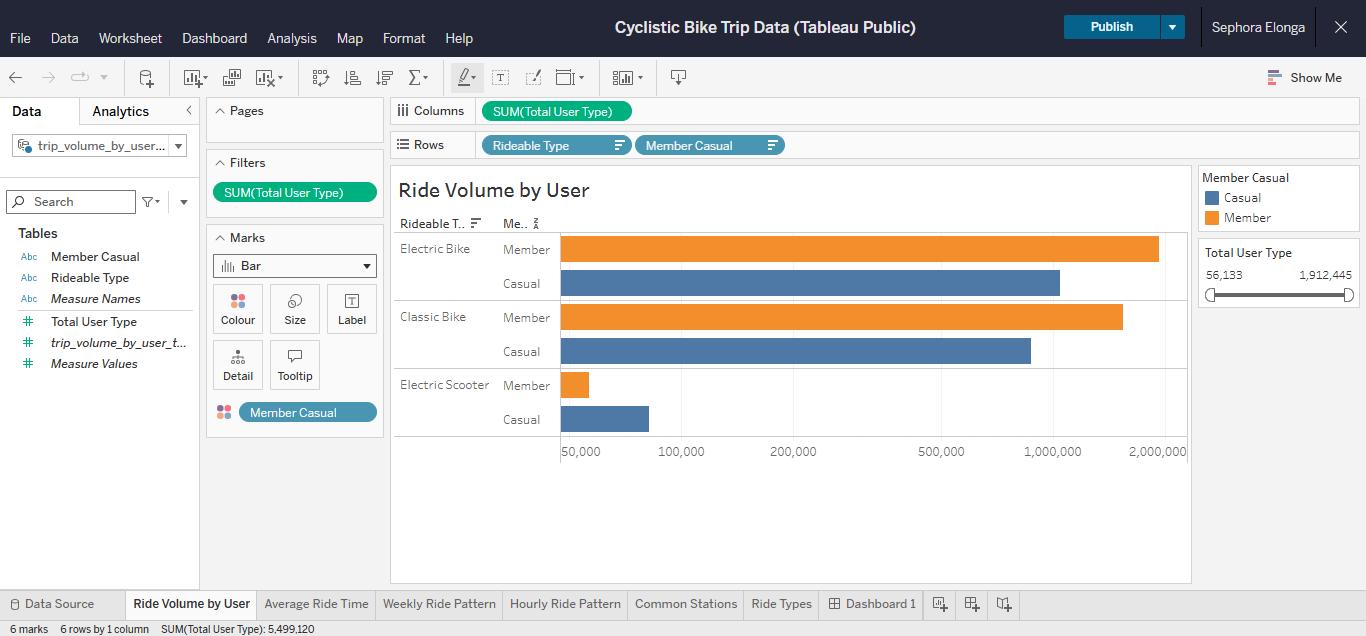 Cyclistic Bike Trip Data (Tableau Public)
Publish
Sephora Elonga
File Data Worksheet Dashboard Analysis Map Format Help
Show Me
Data Analytics
trip_volume_by_user...
Search
Tables
Abc Member Casual
Abc Rideable Type
Abc Measure Names
Total User Type
trip_volume_by_user_t...
Measure Values
Pages
Filters
SUM(Total User Type)
Marks
Bar
Colour Size Label
Detail Tooltip
Member Casual
Columns SUM(Total User Type)
Rows Rideable Type Member Casual
Ride Volume by User
Rideable T.. Me..
Electric Bike Member
Casual
Classic Bike Member
Casual
Electric Scooter Member
Casual
50,000 100,000 200,000 500,000 1,000,000 2,000,000
Member Casual
Casual
Member
Total User Type
56,133 1,912,445
Data Source Ride Volume by User Average Ride Time Weekly Ride Pattern Hourly Ride Pattern Common Stations Ride Types Dashboard 1
6 marks 6 rows by 1 column SUM(Total User Type): 5,499,120